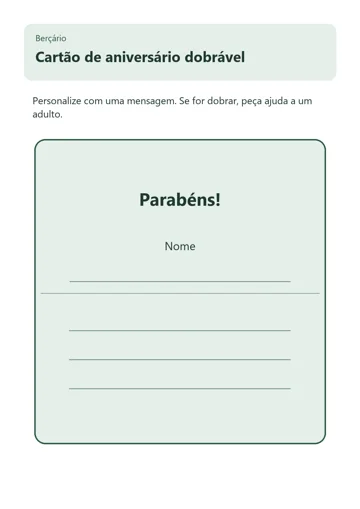 Berçário
Cartão de aniversário dobrável
Personalize com uma mensagem. Se for dobrar, peça ajuda a um
adulto.
Parabéns!
Nome